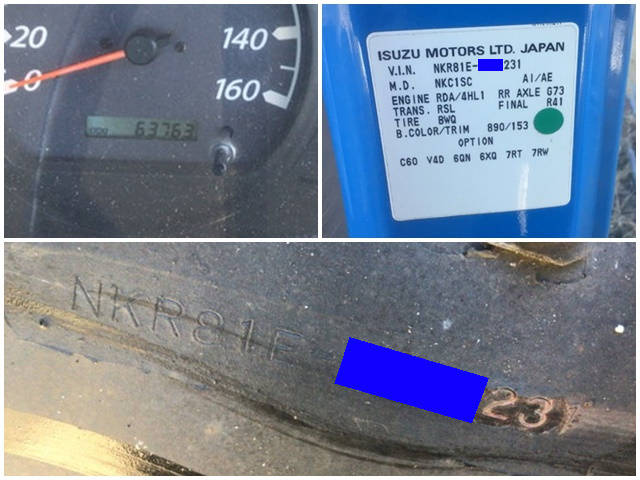 20
0
140
160
ODO 63763
ISUZU MOTORS LTD. JAPAN
V.I.N. NKR81E- 231
M.D. NKC1SC AI/AE
ENGINE RDA/4HL1 RR AXLE G73
TRANS. RSL FINAL R41
TIRE BWQ
B.COLOR/TRIM 890/153
OPTION
C60 V4D 6QN 6XQ 7RT 7RW
NKR81E- 231